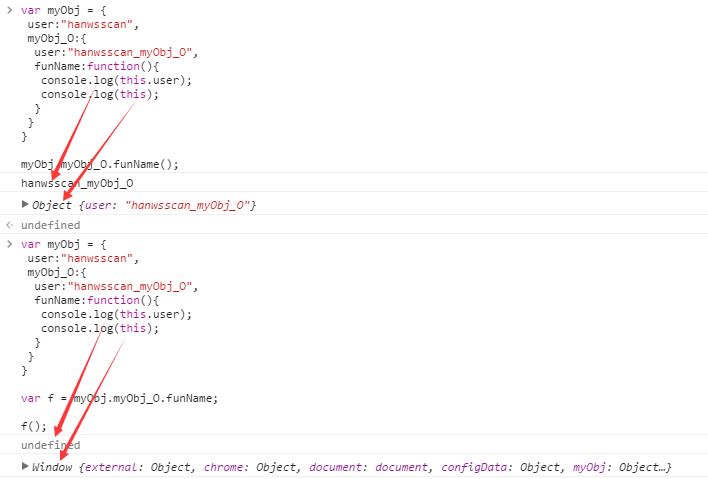 > var myObj = {
user:"hanwsscan",
myObj_O:{
user:"hanwsscan_myObj_O",
funName:function(){
console.log(this.user);
console.log(this);
}
}
}
myObj.myObj_O.funName();
hanwsscan_myObj_O
▶ Object {user: "hanwsscan_myObj_O"}
undefined
> var myObj = {
user:"hanwsscan",
myObj_O:{
user:"hanwsscan_myObj_O",
funName:function(){
console.log(this.user);
console.log(this);
}
}
}
var f = myObj.myObj_O.funName;
f();
undefined
▶ Window {external: Object, chrome: Object, document: document, configData: Object, myObj: Object…}